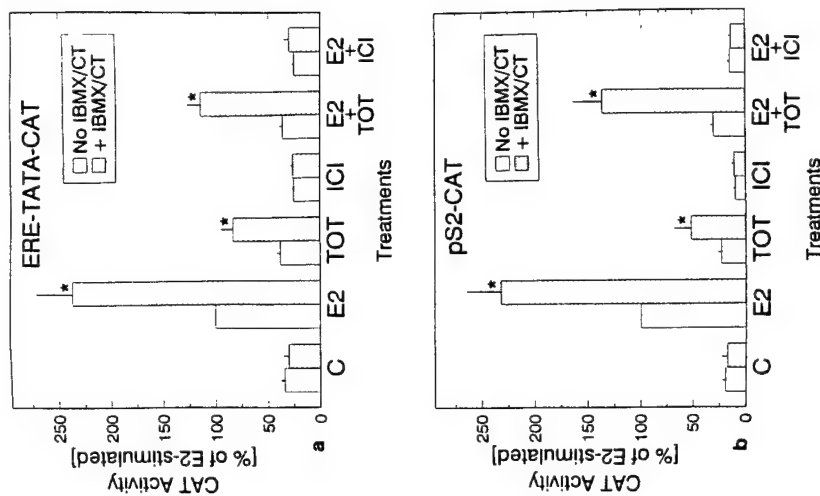 ERE-TATA-CAT
No IBMX/CT
+ IBMX/CT
CAT Activity
[% of E2-stimulated]
250
200
150
100
50
0
a
*
*
*
C
E2
TOT
ICI
E2
+
TOT
E2
+
ICI
Treatments
pS2-CAT
No IBMX/CT
+ IBMX/CT
CAT Activity
[% of E2-stimulated]
250
200
150
100
50
0
b
*
*
*
C
E2
TOT
ICI
E2
+
TOT
E2
+
ICI
Treatments